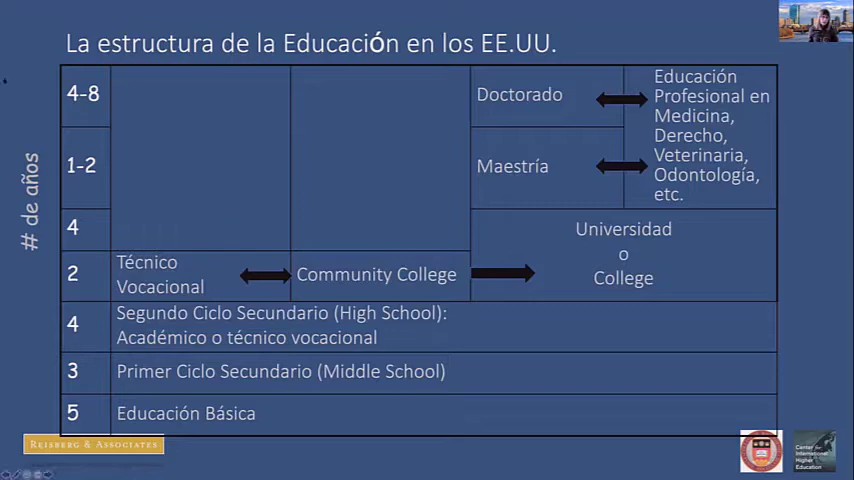 La estructura de la Educación en los EE.UU.
# de años
4-8
Doctorado
Educación
Profesional en
Medicina,
Derecho,
Veterinaria,
Odontología,
etc.
1-2
Maestría
4
Universidad
o
College
2
Técnico
Vocacional
Community College
4
Segundo Ciclo Secundario (High School):
Académico o técnico vocacional
3
Primer Ciclo Secundario (Middle School)
5
Educación Básica
REISBERG & ASSOCIATES
Center for
International
Higher
Education